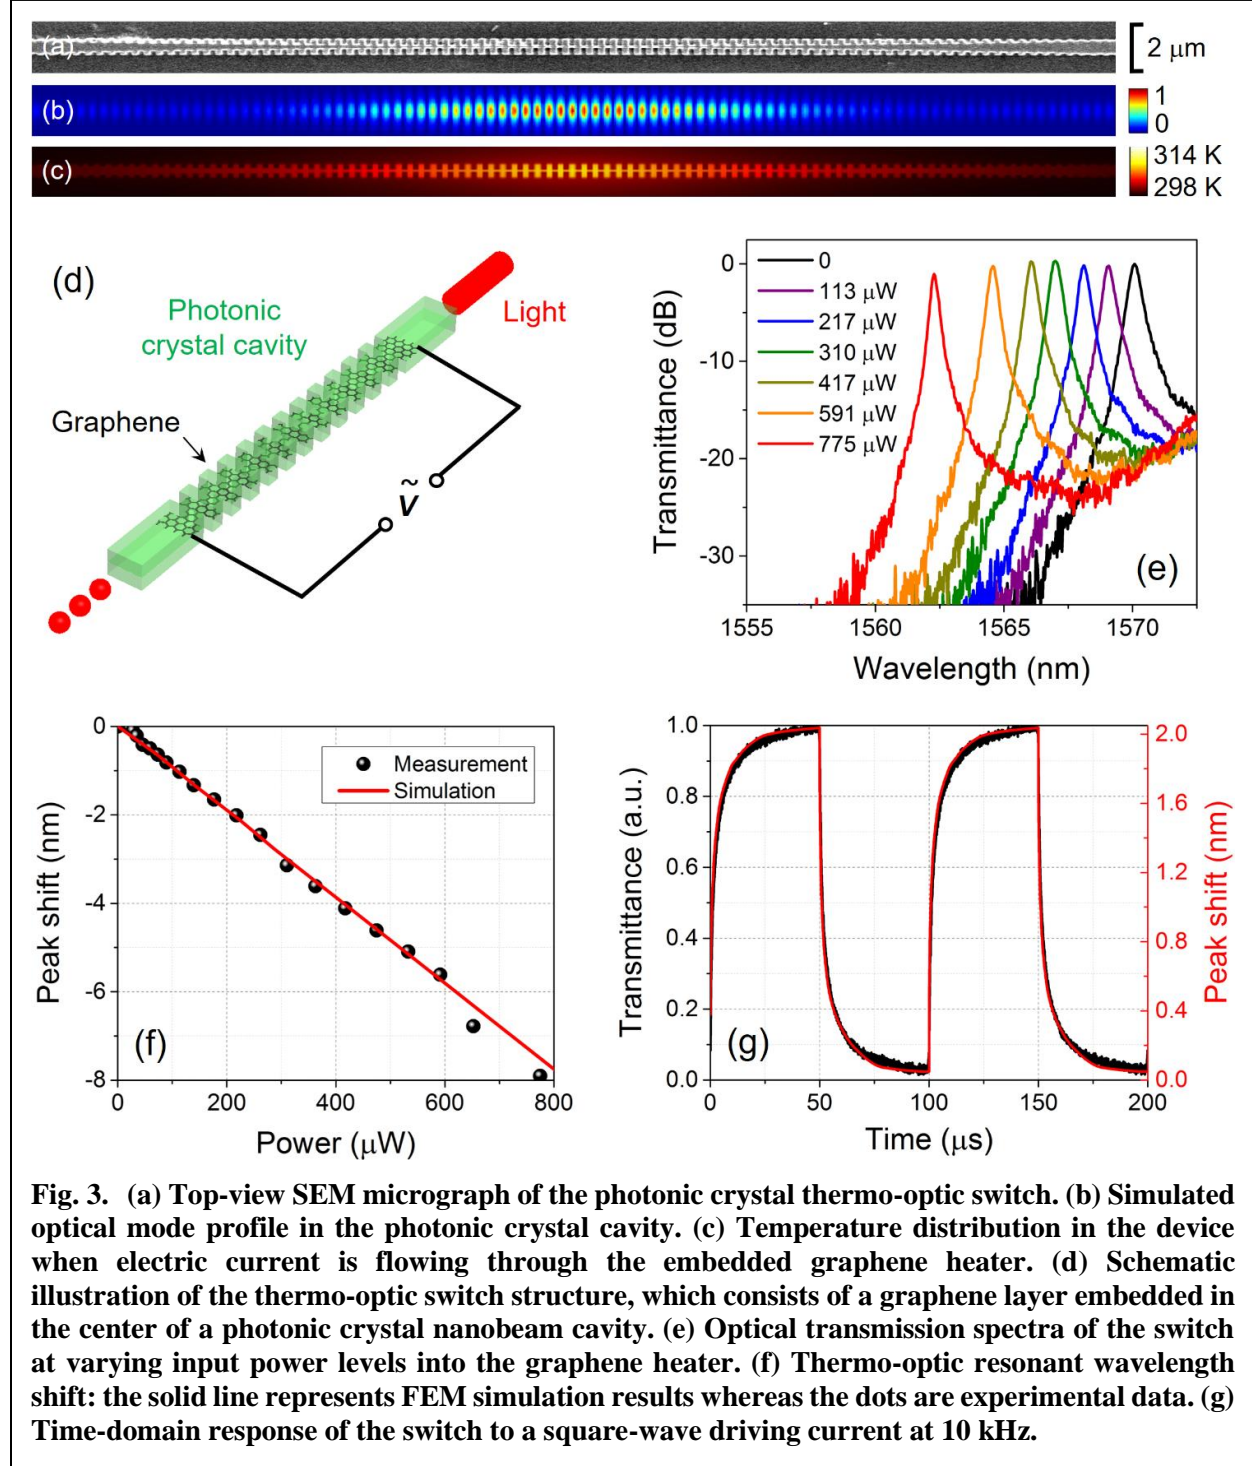 (a)
2 μm
(b)
1
0
(c)
314 K
298 K
(d)
Photonic
crystal cavity
Light
Graphene
Ṽ
Transmittance (dB)
0
-10
-20
-30
0
113 μW
217 μW
310 μW
417 μW
591 μW
775 μW
(e)
1555
1560
1565
1570
Wavelength (nm)
Peak shift (nm)
0
-2
-4
-6
-8
Measurement
Simulation
(f)
0
200
400
600
800
Power (μW)
Transmittance (a.u.)
1.0
0.8
0.6
0.4
0.2
0.0
(g)
2.0
1.6
1.2
0.8
0.4
0.0
Peak shift (nm)
0
50
100
150
200
Time (μs)
Fig. 3. (a) Top-view SEM micrograph of the photonic crystal thermo-optic switch. (b) Simulated
optical mode profile in the photonic crystal cavity. (c) Temperature distribution in the device
when electric current is flowing through the embedded graphene heater. (d) Schematic
illustration of the thermo-optic switch structure, which consists of a graphene layer embedded in
the center of a photonic crystal nanobeam cavity. (e) Optical transmission spectra of the switch
at varying input power levels into the graphene heater. (f) Thermo-optic resonant wavelength
shift: the solid line represents FEM simulation results whereas the dots are experimental data. (g)
Time-domain response of the switch to a square-wave driving current at 10 kHz.